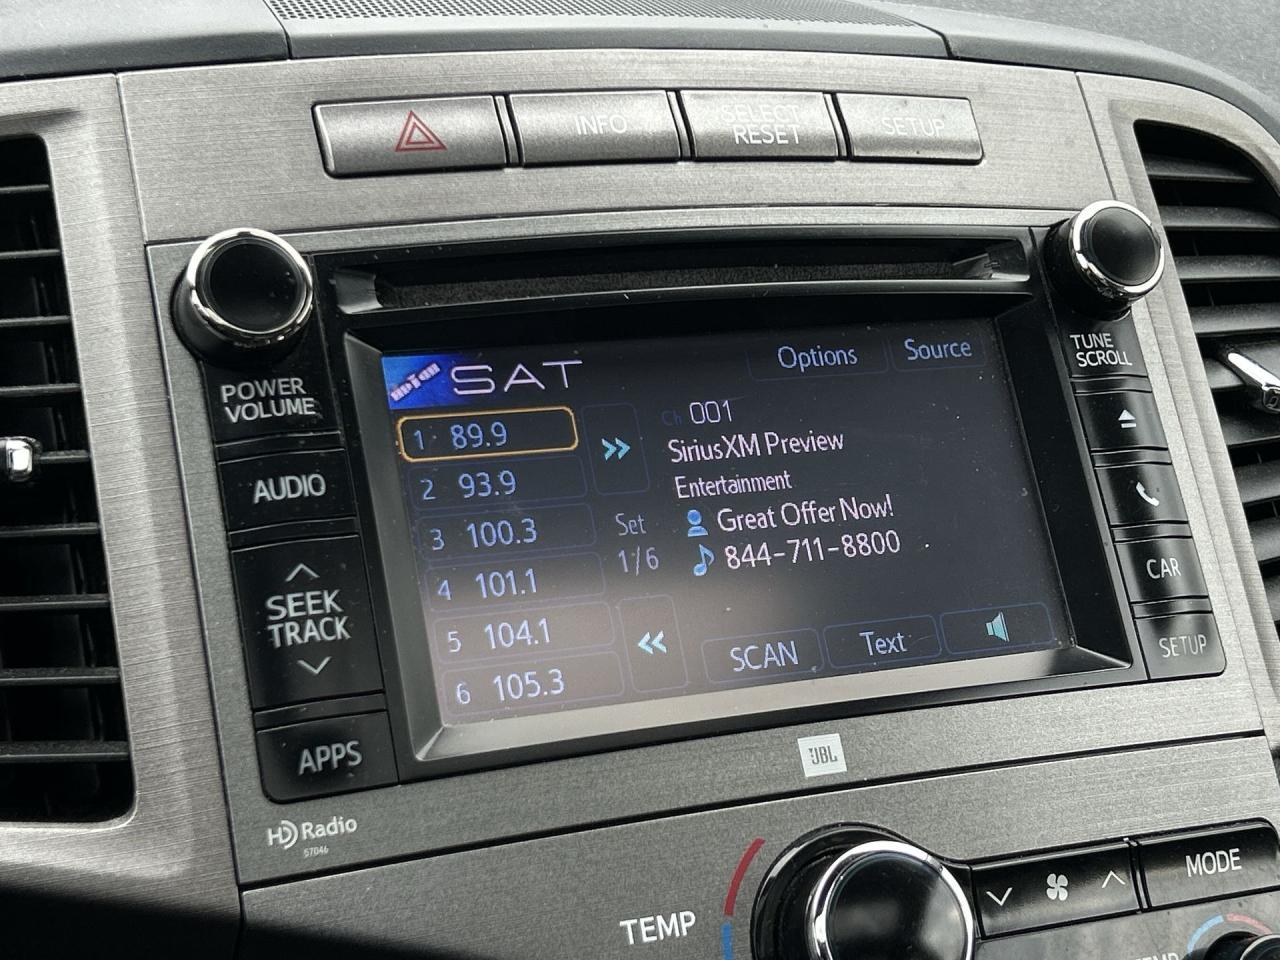 INFO
SELECT
RESET
SETUP
POWER
VOLUME
AUDIO
SEEK
TRACK
APPS
HD Radio
57046
SAT
Options
Source
1 89.9
2 93.9
3 100.3
4 101.1
5 104.1
6 105.3
Set
1/6
Ch 001
SiriusXM Preview
Entertainment
Great Offer Now!
844-711-8800
SCAN
Text
TUNE
SCROLL
CAR
SETUP
JBL
TEMP
MODE